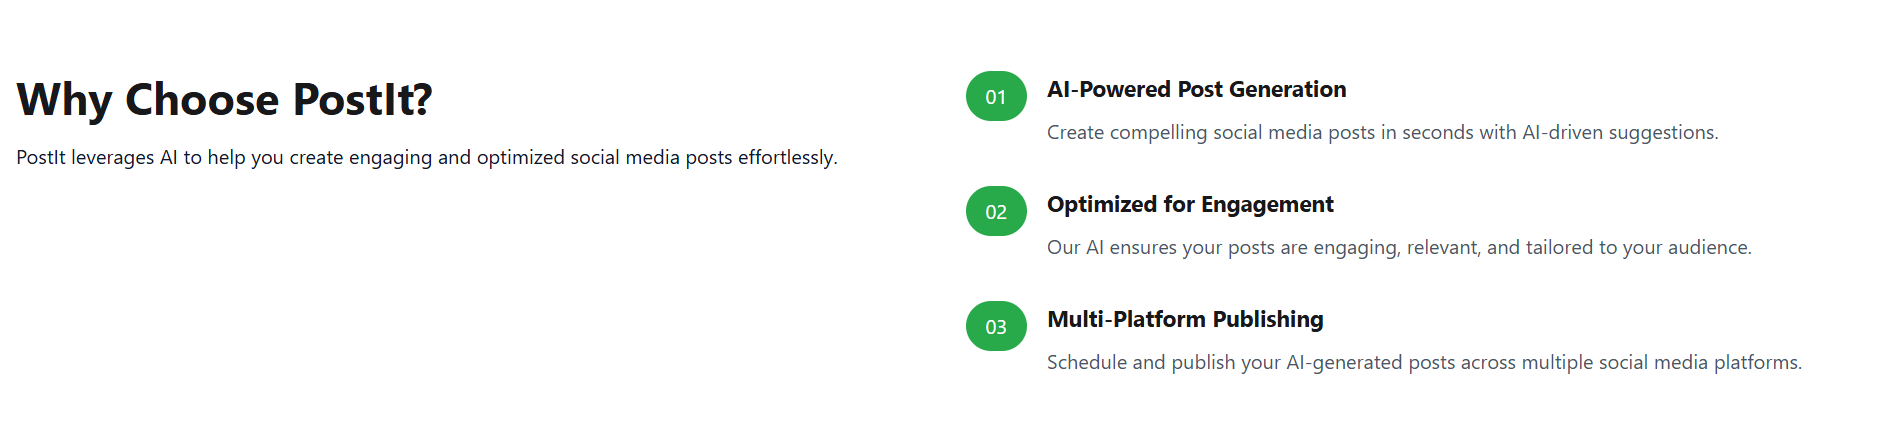 Why Choose PostIt?
PostIt leverages AI to help you create engaging and optimized social media posts effortlessly.
01
AI-Powered Post Generation
Create compelling social media posts in seconds with AI-driven suggestions.
02
Optimized for Engagement
Our AI ensures your posts are engaging, relevant, and tailored to your audience.
03
Multi-Platform Publishing
Schedule and publish your AI-generated posts across multiple social media platforms.